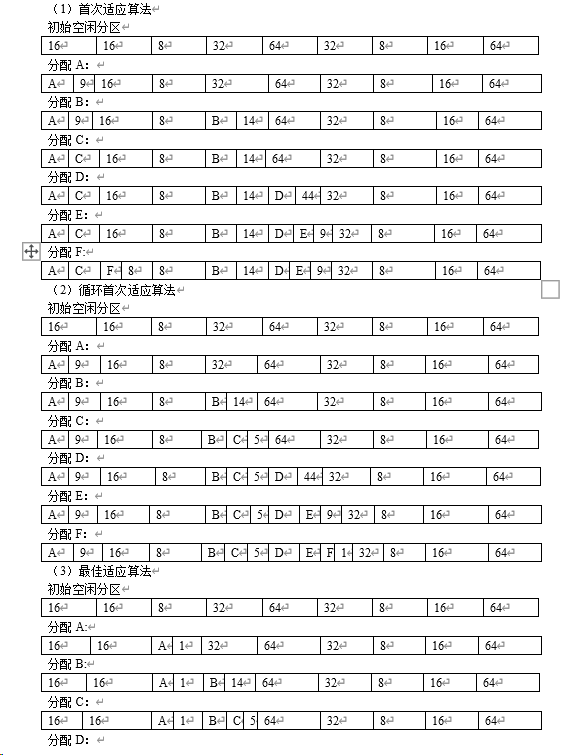 （1）首次适应算法
初始空闲分区
16 16 8 32 64 32 8 16 64
分配 A：
A 9 16 8 32 64 32 8 16 64
分配 B：
A 9 16 8 B 14 64 32 8 16 64
分配 C：
A C 16 8 B 14 64 32 8 16 64
分配 D：
A C 16 8 B 14 D 44 32 8 16 64
分配 E：
A C 16 8 B 14 D E 9 32 8 16 64
分配 F:
A C F 8 8 B 14 D E 9 32 8 16 64
（2）循环首次适应算法
初始空闲分区
16 16 8 32 64 32 8 16 64
分配 A：
A 9 16 8 32 64 32 8 16 64
分配 B：
A 9 16 8 B 14 64 32 8 16 64
分配 C：
A 9 16 8 B C 5 64 32 8 16 64
分配 D：
A 9 16 8 B C 5 D 44 32 8 16 64
分配 E：
A 9 16 8 B C 5 D E 9 32 8 16 64
分配 F：
A 9 16 8 B C 5 D E F 1 32 8 16 64
（3）最佳适应算法
初始空闲分区
16 16 8 32 64 32 8 16 64
分配 A:
16 16 A 1 32 64 32 8 16 64
分配 B:
16 16 A 1 B 14 64 32 8 16 64
分配 C：
16 16 A 1 B C 5 64 32 8 16 64
分配 D：